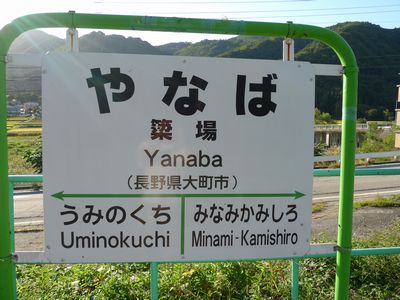 やなば
簗場
Yanaba
(長野県大町市)
うみのくち みなみかみしろ
Uminokuchi Minami-Kamishiro